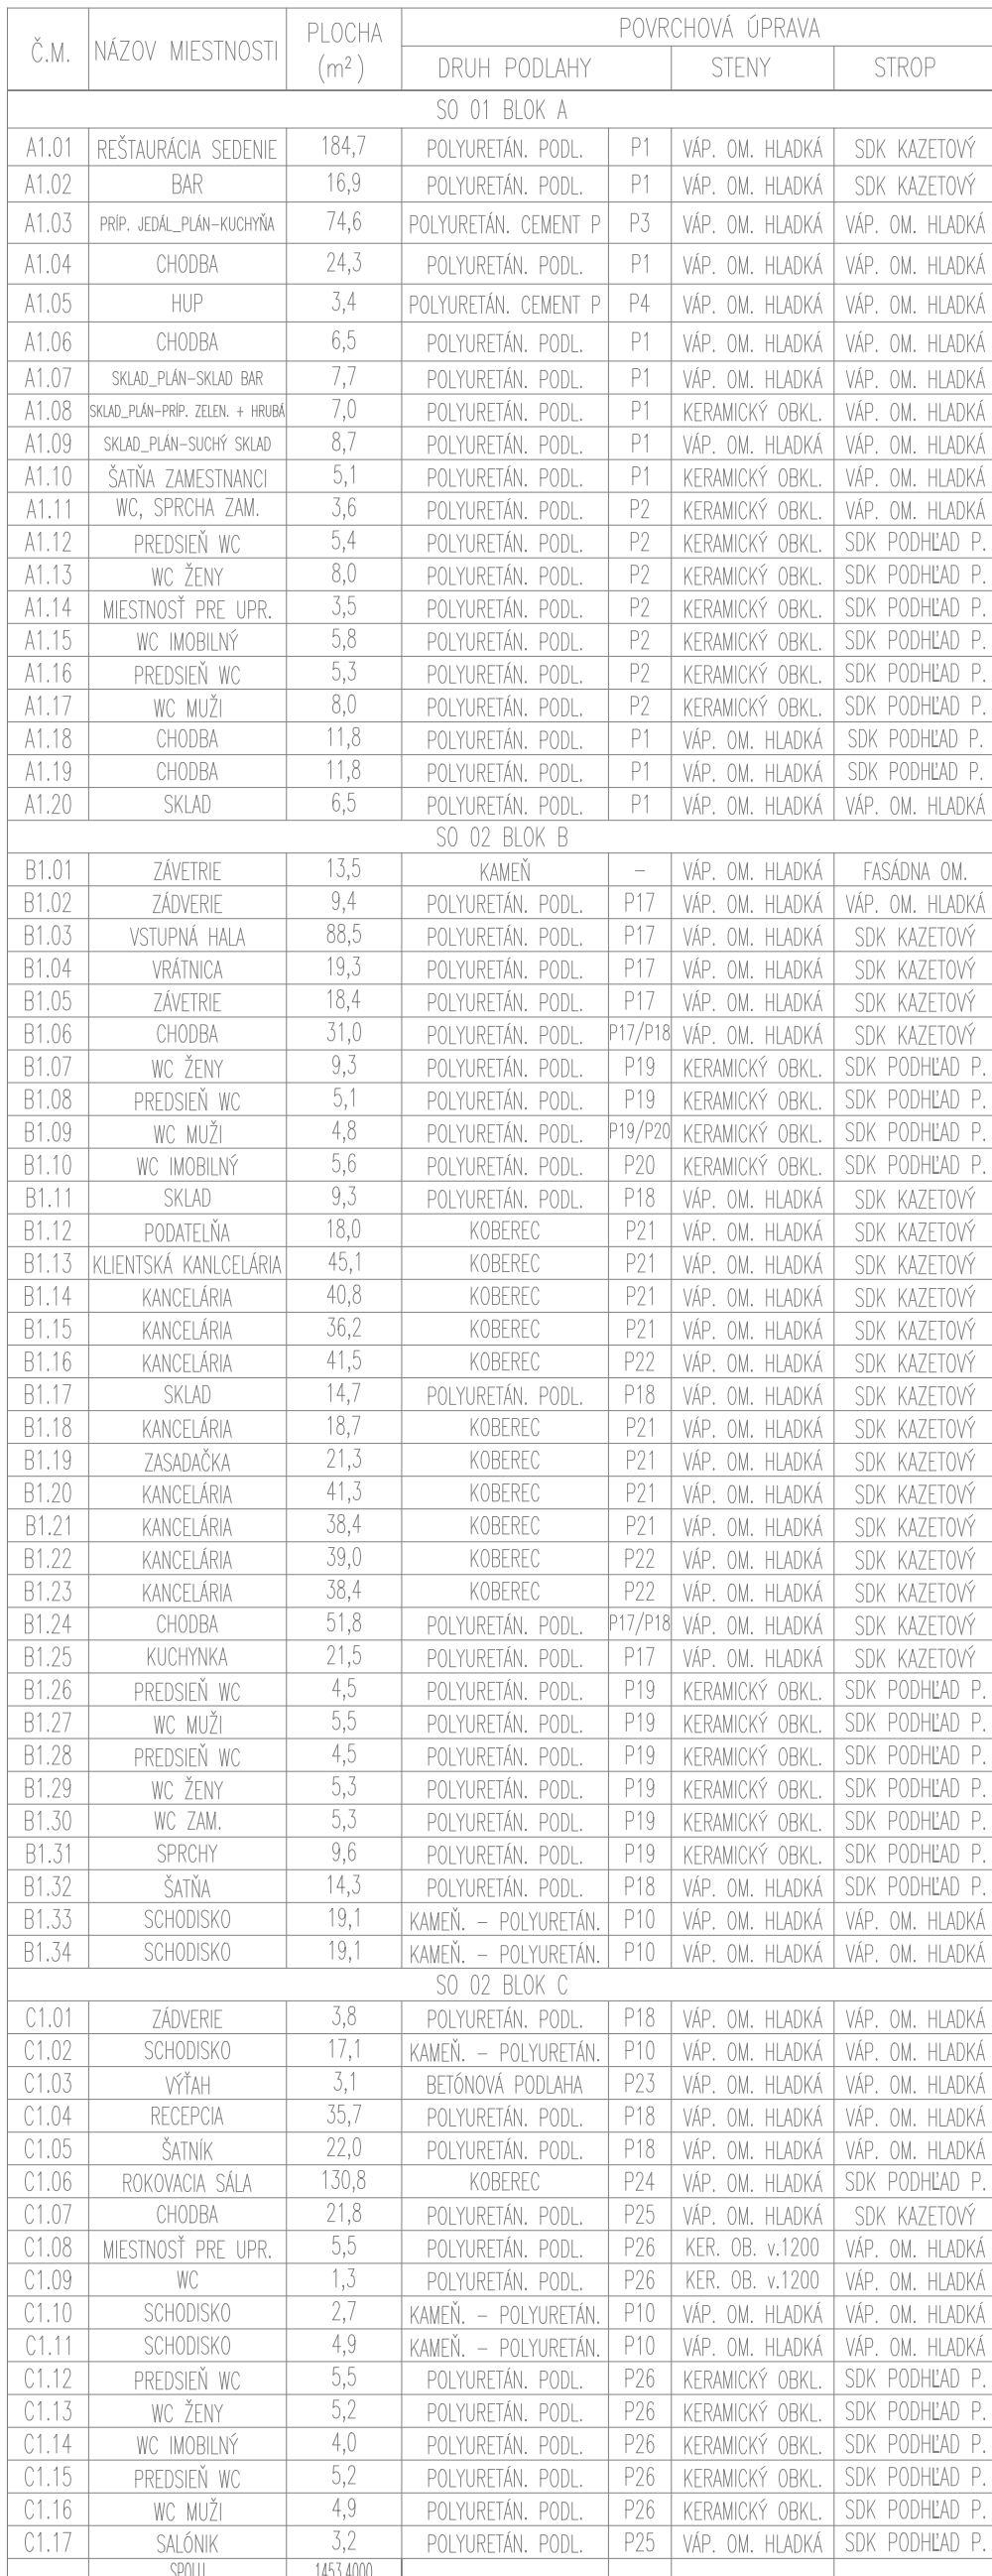 Č.M. NÁZOV MIESTNOSTI PLOCHA (m²) POVRCHOVÁ ÚPRAVA
DRUH PODLAHY STENY STROP
SO 01 BLOK A
A1.01 REŠTAURÁCIA SEDENIE 184,7 POLYURETÁN. PODL. P1 VÁP. OM. HLADKÁ SDK KAZETOVÝ
A1.02 BAR 16,9 POLYURETÁN. PODL. P1 VÁP. OM. HLADKÁ SDK KAZETOVÝ
A1.03 PRÍP. JEDÁL_PLÁN-KUCHYŇA 74,6 POLYURETÁN. CEMENT P P3 VÁP. OM. HLADKÁ VÁP. OM. HLADKÁ
A1.04 CHODBA 24,3 POLYURETÁN. PODL. P1 VÁP. OM. HLADKÁ VÁP. OM. HLADKÁ
A1.05 HUP 3,4 POLYURETÁN. CEMENT P P4 VÁP. OM. HLADKÁ VÁP. OM. HLADKÁ
A1.06 CHODBA 6,5 POLYURETÁN. PODL. P1 VÁP. OM. HLADKÁ VÁP. OM. HLADKÁ
A1.07 SKLAD_PLÁN-SKLAD BAR 7,7 POLYURETÁN. PODL. P1 VÁP. OM. HLADKÁ VÁP. OM. HLADKÁ
A1.08 SKLAD_PLÁN-PRÍP. ZELEN. + HRUBÁ 7,0 POLYURETÁN. PODL. P1 KERAMICKÝ OBKL. VÁP. OM. HLADKÁ
A1.09 SKLAD_PLÁN-SUCHÝ SKLAD 8,7 POLYURETÁN. PODL. P1 VÁP. OM. HLADKÁ VÁP. OM. HLADKÁ
A1.10 ŠATŇA ZAMESTNANCI 5,1 POLYURETÁN. PODL. P1 KERAMICKÝ OBKL. VÁP. OM. HLADKÁ
A1.11 WC, SPRCHA ZAM. 3,6 POLYURETÁN. PODL. P2 KERAMICKÝ OBKL. VÁP. OM. HLADKÁ
A1.12 PREDSIEŇ WC 5,4 POLYURETÁN. PODL. P2 KERAMICKÝ OBKL. SDK PODHĽAD P.
A1.13 WC ŽENY 8,0 POLYURETÁN. PODL. P2 KERAMICKÝ OBKL. SDK PODHĽAD P.
A1.14 MIESTNOSŤ PRE UPR. 3,5 POLYURETÁN. PODL. P2 KERAMICKÝ OBKL. SDK PODHĽAD P.
A1.15 WC IMOBILNÝ 5,8 POLYURETÁN. PODL. P2 KERAMICKÝ OBKL. SDK PODHĽAD P.
A1.16 PREDSIEŇ WC 5,3 POLYURETÁN. PODL. P2 KERAMICKÝ OBKL. SDK PODHĽAD P.
A1.17 WC MUŽI 8,0 POLYURETÁN. PODL. P2 KERAMICKÝ OBKL. SDK PODHĽAD P.
A1.18 CHODBA 11,8 POLYURETÁN. PODL. P1 VÁP. OM. HLADKÁ SDK PODHĽAD P.
A1.19 CHODBA 11,8 POLYURETÁN. PODL. P1 VÁP. OM. HLADKÁ SDK PODHĽAD P.
A1.20 SKLAD 6,5 POLYURETÁN. PODL. P1 VÁP. OM. HLADKÁ VÁP. OM. HLADKÁ
SO 02 BLOK B
B1.01 ZÁVETRIE 13,5 KAMEŇ - VÁP. OM. HLADKÁ FASÁDNA OM.
B1.02 ZÁDVERIE 9,4 POLYURETÁN. PODL. P17 VÁP. OM. HLADKÁ VÁP. OM. HLADKÁ
B1.03 VSTUPNÁ HALA 88,5 POLYURETÁN. PODL. P17 VÁP. OM. HLADKÁ SDK KAZETOVÝ
B1.04 VRÁTNICA 19,3 POLYURETÁN. PODL. P17 VÁP. OM. HLADKÁ SDK KAZETOVÝ
B1.05 ZÁVETRIE 18,4 POLYURETÁN. PODL. P17 VÁP. OM. HLADKÁ SDK KAZETOVÝ
B1.06 CHODBA 31,0 POLYURETÁN. PODL. P17/P18 VÁP. OM. HLADKÁ SDK KAZETOVÝ
B1.07 WC ŽENY 9,3 POLYURETÁN. PODL. P19 KERAMICKÝ OBKL. SDK PODHĽAD P.
B1.08 PREDSIEŇ WC 5,1 POLYURETÁN. PODL. P19 KERAMICKÝ OBKL. SDK PODHĽAD P.
B1.09 WC MUŽI 4,8 POLYURETÁN. PODL. P19/P20 KERAMICKÝ OBKL. SDK PODHĽAD P.
B1.10 WC IMOBILNÝ 5,6 POLYURETÁN. PODL. P20 KERAMICKÝ OBKL. SDK PODHĽAD P.
B1.11 SKLAD 9,3 POLYURETÁN. PODL. P18 VÁP. OM. HLADKÁ SDK KAZETOVÝ
B1.12 PODATELŇA 18,0 KOBEREC P21 VÁP. OM. HLADKÁ SDK KAZETOVÝ
B1.13 KLIENTSKÁ KANLCELÁRIA 45,1 KOBEREC P21 VÁP. OM. HLADKÁ SDK KAZETOVÝ
B1.14 KANCELÁRIA 40,8 KOBEREC P21 VÁP. OM. HLADKÁ SDK KAZETOVÝ
B1.15 KANCELÁRIA 36,2 KOBEREC P21 VÁP. OM. HLADKÁ SDK KAZETOVÝ
B1.16 KANCELÁRIA 41,5 KOBEREC P22 VÁP. OM. HLADKÁ SDK KAZETOVÝ
B1.17 SKLAD 14,7 POLYURETÁN. PODL. P18 VÁP. OM. HLADKÁ SDK KAZETOVÝ
B1.18 KANCELÁRIA 18,7 KOBEREC P21 VÁP. OM. HLADKÁ SDK KAZETOVÝ
B1.19 ZASADAČKA 21,3 KOBEREC P21 VÁP. OM. HLADKÁ SDK KAZETOVÝ
B1.20 KANCELÁRIA 41,3 KOBEREC P21 VÁP. OM. HLADKÁ SDK KAZETOVÝ
B1.21 KANCELÁRIA 38,4 KOBEREC P21 VÁP. OM. HLADKÁ SDK KAZETOVÝ
B1.22 KANCELÁRIA 39,0 KOBEREC P22 VÁP. OM. HLADKÁ SDK KAZETOVÝ
B1.23 KANCELÁRIA 38,4 KOBEREC P22 VÁP. OM. HLADKÁ SDK KAZETOVÝ
B1.24 CHODBA 51,8 POLYURETÁN. PODL. P17/P18 VÁP. OM. HLADKÁ SDK KAZETOVÝ
B1.25 KUCHYNKA 21,5 POLYURETÁN. PODL. P17 VÁP. OM. HLADKÁ SDK KAZETOVÝ
B1.26 PREDSIEŇ WC 4,5 POLYURETÁN. PODL. P19 KERAMICKÝ OBKL. SDK PODHĽAD P.
B1.27 WC MUŽI 5,5 POLYURETÁN. PODL. P19 KERAMICKÝ OBKL. SDK PODHĽAD P.
B1.28 PREDSIEŇ WC 4,5 POLYURETÁN. PODL. P19 KERAMICKÝ OBKL. SDK PODHĽAD P.
B1.29 WC ŽENY 5,3 POLYURETÁN. PODL. P19 KERAMICKÝ OBKL. SDK PODHĽAD P.
B1.30 WC ZAM. 5,3 POLYURETÁN. PODL. P19 KERAMICKÝ OBKL. SDK PODHĽAD P.
B1.31 SPRCHY 9,6 POLYURETÁN. PODL. P19 KERAMICKÝ OBKL. SDK PODHĽAD P.
B1.32 ŠATŇA 14,3 POLYURETÁN. PODL. P18 VÁP. OM. HLADKÁ SDK PODHĽAD P.
B1.33 SCHODISKO 19,1 KAMEŇ. - POLYURETÁN. P10 VÁP. OM. HLADKÁ VÁP. OM. HLADKÁ
B1.34 SCHODISKO 19,1 KAMEŇ. - POLYURETÁN. P10 VÁP. OM. HLADKÁ VÁP. OM. HLADKÁ
SO 02 BLOK C
C1.01 ZÁDVERIE 3,8 POLYURETÁN. PODL. P18 VÁP. OM. HLADKÁ VÁP. OM. HLADKÁ
C1.02 SCHODISKO 17,1 KAMEŇ. - POLYURETÁN. P10 VÁP. OM. HLADKÁ VÁP. OM. HLADKÁ
C1.03 VÝŤAH 3,1 BETÓNOVÁ PODLAHA P23 VÁP. OM. HLADKÁ VÁP. OM. HLADKÁ
C1.04 RECEPCIA 35,7 POLYURETÁN. PODL. P18 VÁP. OM. HLADKÁ VÁP. OM. HLADKÁ
C1.05 ŠATNÍK 22,0 POLYURETÁN. PODL. P18 VÁP. OM. HLADKÁ VÁP. OM. HLADKÁ
C1.06 ROKOVACIA SÁLA 130,8 KOBEREC P24 VÁP. OM. HLADKÁ SDK PODHĽAD P.
C1.07 CHODBA 21,8 POLYURETÁN. PODL. P25 VÁP. OM. HLADKÁ SDK KAZETOVÝ
C1.08 MIESTNOSŤ PRE UPR. 5,5 POLYURETÁN. PODL. P26 KER. OB. v.1200 VÁP. OM. HLADKÁ
C1.09 WC 1,3 POLYURETÁN. PODL. P26 KER. OB. v.1200 VÁP. OM. HLADKÁ
C1.10 SCHODISKO 2,7 KAMEŇ. - POLYURETÁN. P10 VÁP. OM. HLADKÁ VÁP. OM. HLADKÁ
C1.11 SCHODISKO 4,9 KAMEŇ. - POLYURETÁN. P10 VÁP. OM. HLADKÁ VÁP. OM. HLADKÁ
C1.12 PREDSIEŇ WC 5,5 POLYURETÁN. PODL. P26 KERAMICKÝ OBKL. SDK PODHĽAD P.
C1.13 WC ŽENY 5,2 POLYURETÁN. PODL. P26 KERAMICKÝ OBKL. SDK PODHĽAD P.
C1.14 WC IMOBILNÝ 4,0 POLYURETÁN. PODL. P26 KERAMICKÝ OBKL. SDK PODHĽAD P.
C1.15 PREDSIEŇ WC 5,2 POLYURETÁN. PODL. P26 KERAMICKÝ OBKL. SDK PODHĽAD P.
C1.16 WC MUŽI 4,9 POLYURETÁN. PODL. P26 KERAMICKÝ OBKL. SDK PODHĽAD P.
C1.17 SALÓNIK 3,2 POLYURETÁN. PODL. P25 VÁP. OM. HLADKÁ SDK PODHĽAD P.
SPOLU 1453,4000